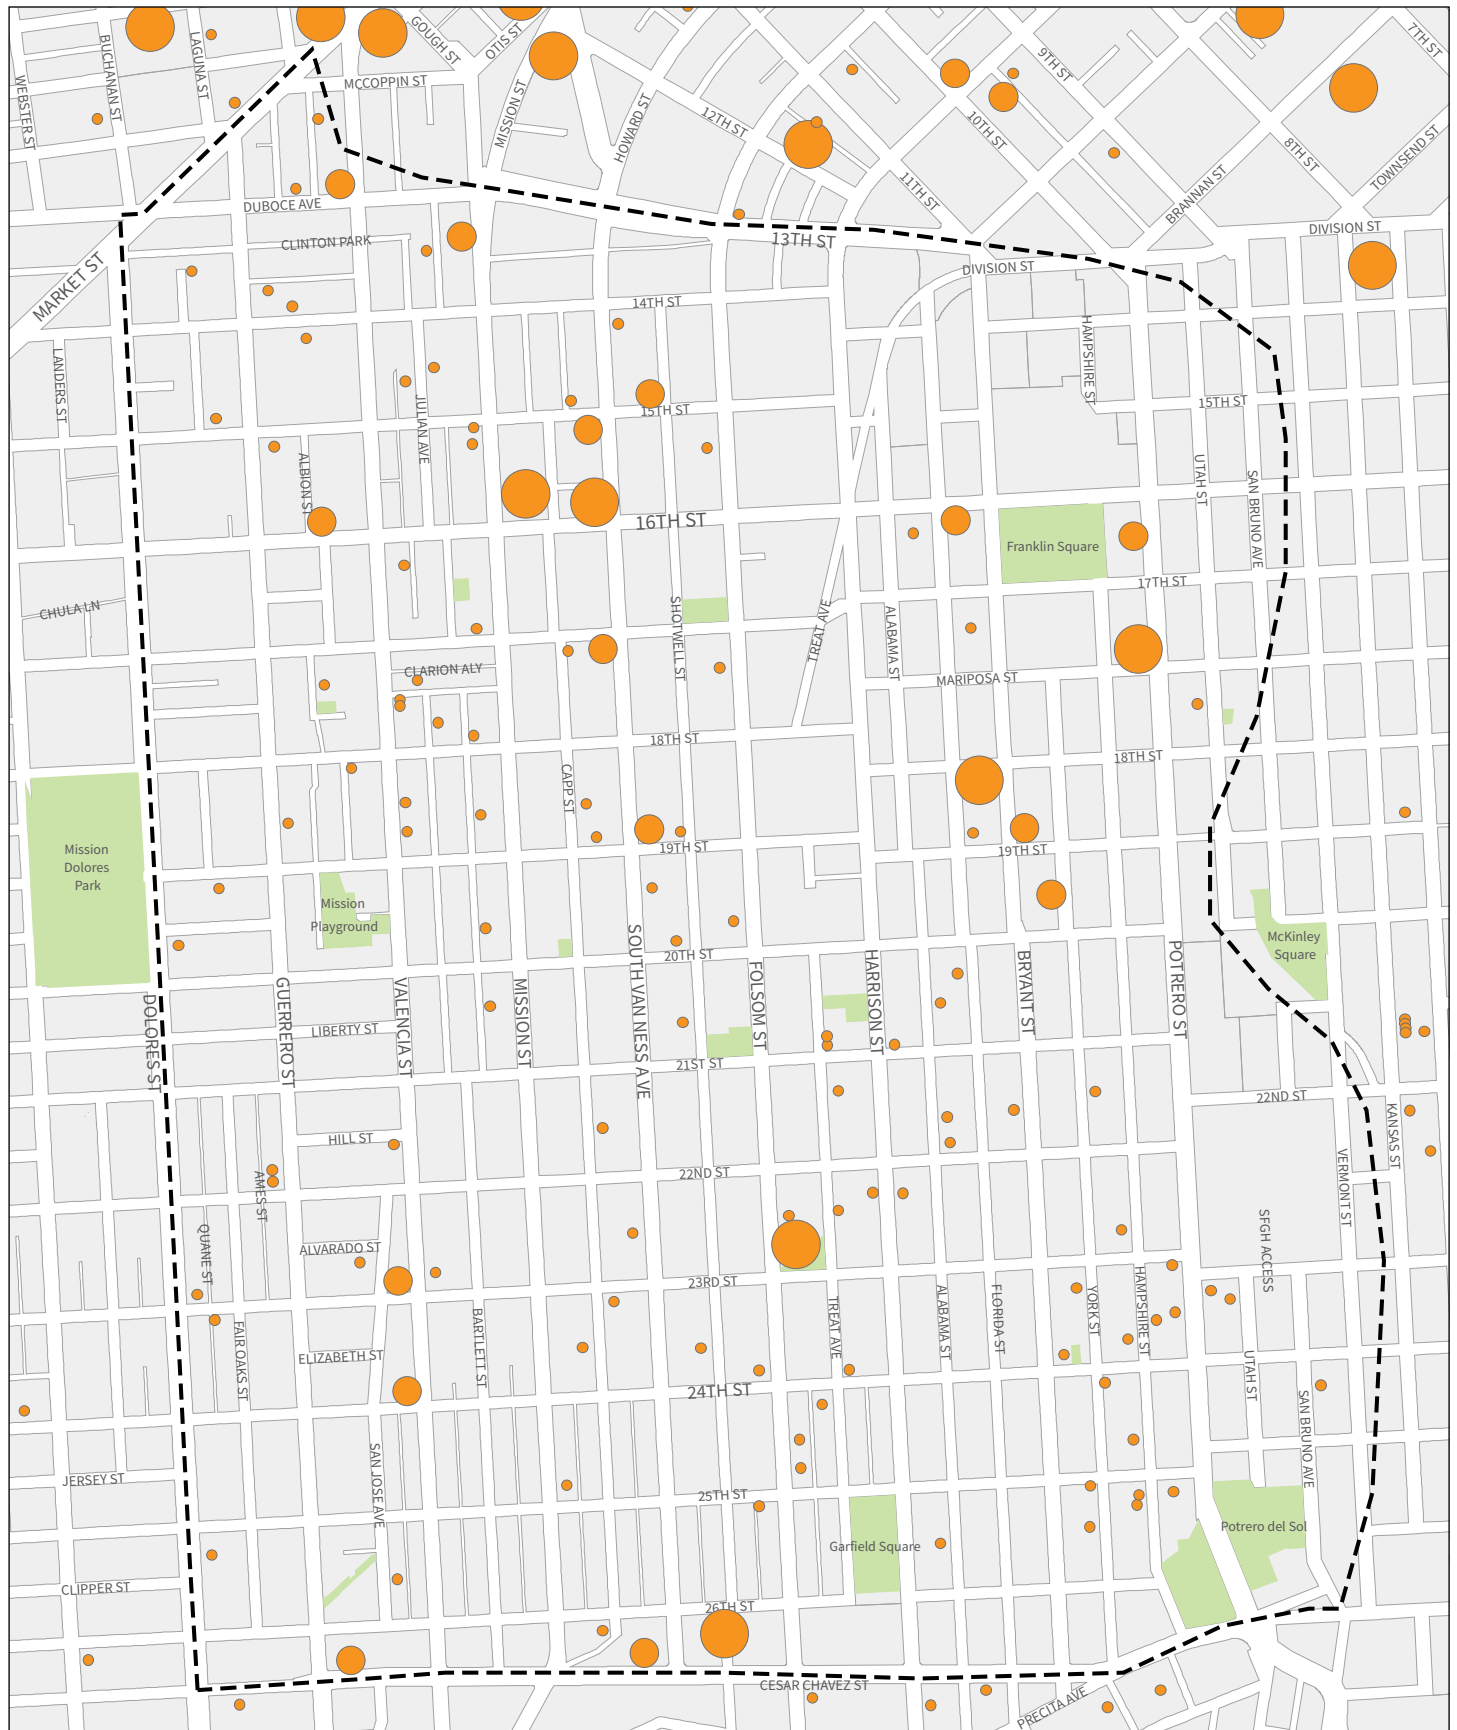 GOUGH ST
OTIS ST
7TH ST
BUCHANAN ST
LAGUNA ST
WEBSTER ST
MCCOPPIN ST
MISSION ST
HOWARD ST
12TH ST
9TH ST
10TH ST
8TH ST
TOWNSEND ST
11TH ST
BRANNAN ST
DUBOCE AVE
CLINTON PARK
13TH ST
DIVISION ST
DIVISION ST
MARKET ST
14TH ST
HAMPSHIRE ST
LANDERS ST
JULIAN AVE
15TH ST
15TH ST
ALBION ST
UTAH ST
SAN BRUNO AVE
16TH ST
Franklin Square
17TH ST
CHULA LN
SHOTWELL ST
TREAT AVE
ALABAMA ST
CLARION ALY
MARIPOSA ST
18TH ST
18TH ST
CAPP ST
19TH ST
19TH ST
Mission
Dolores
Park
Mission
Playground
McKinley
Square
20TH ST
DOLORES ST
GUERRERO ST
VALENCIA ST
MISSION ST
SOUTH VAN NESS AVE
FOLSOM ST
HARRISON ST
BRYANT ST
POTRERO ST
LIBERTY ST
21ST ST
22ND ST
KANSAS ST
HILL ST
22ND ST
VERMONT ST
AMES ST
QUANE ST
ALVARADO ST
SFGH ACCESS
23RD ST
FAIR OAKS ST
BARTLETT ST
TREAT AVE
ALABAMA ST
FLORIDA ST
YORK ST
HAMPSHIRE ST
ELIZABETH ST
UTAH ST
24TH ST
SAN BRUNO AVE
JERSEY ST
SAN JOSE AVE
25TH ST
Potrero del Sol
Garfield Square
CLIPPER ST
26TH ST
CESAR CHAVEZ ST
PRECITA AVE